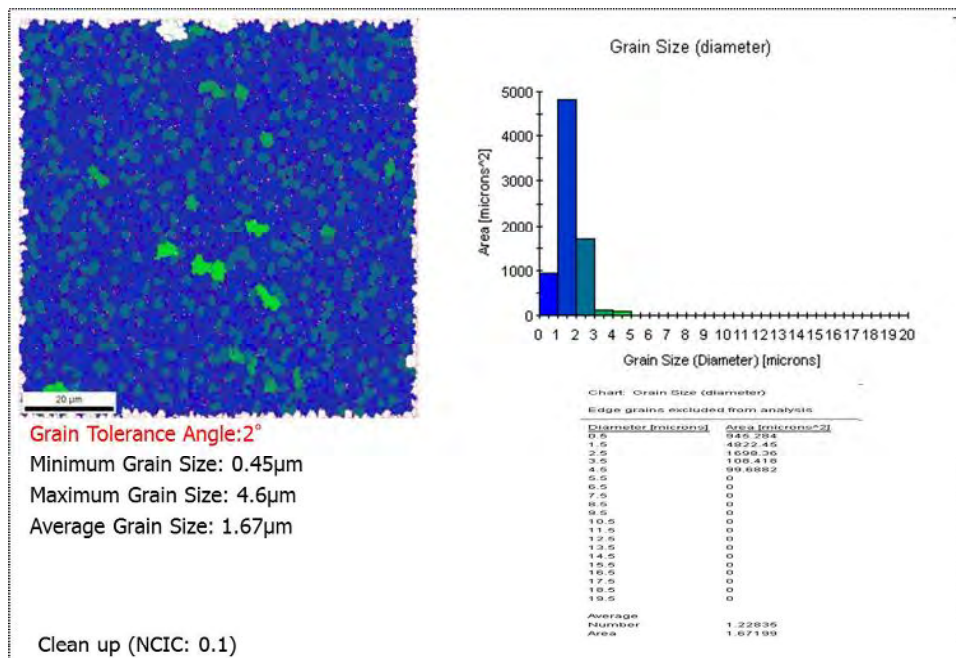 20 µm
Grain Tolerance Angle:2°
Minimum Grain Size: 0.45µm
Maximum Grain Size: 4.6µm
Average Grain Size: 1.67µm
Clean up (NCIC: 0.1)
Grain Size (diameter)
Area [microns^2]
5000
4000
3000
2000
1000
0
0 1 2 3 4 5 6 7 8 9 10 11 12 13 14 15 16 17 18 19 20
Grain Size (Diameter) [microns]
Chart: Grain Size (diameter)
Edge grains excluded from analysis
Diameter [microns] Area [microns^2]
0.5 945.284
1.5 4822.45
2.5 1698.36
3.5 108.418
4.5 99.6882
5.5 0
6.5 0
7.5 0
8.5 0
9.5 0
10.5 0
11.5 0
12.5 0
13.5 0
14.5 0
15.5 0
16.5 0
17.5 0
18.5 0
19.5 0
Average
Number 1.22835
Area 1.67199